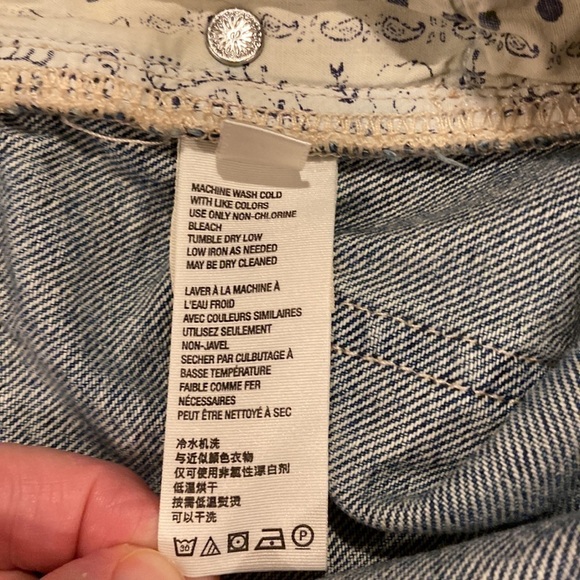 MACHINE WASH COLD
WITH LIKE COLORS
USE ONLY NON-CHLORINE
BLEACH
TUMBLE DRY LOW
LOW IRON AS NEEDED
MAY BE DRY CLEANED
LAVER À LA MACHINE À
L'EAU FROID
AVEC COULEURS SIMILAIRES
UTILISEZ SEULEMENT
NON-JAVEL
SECHER PAR CULBUTAGE À
BASSE TEMPÉRATURE
FAIBLE COMME FER
NÉCESSAIRES
PEUT ÊTRE NETTOYÉ À SEC
冷水机洗
与近似颜色衣物
仅可使用非氯性漂白剂
低温烘干
按需低温熨烫
可以干洗
30 P